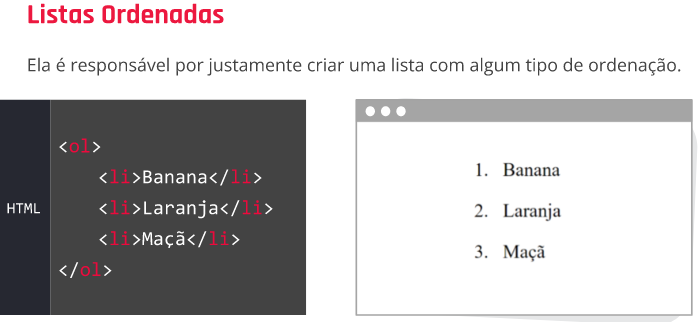 Listas Ordenadas
Ela é responsável por justamente criar uma lista com algum tipo de ordenação.
HTML
<ol>
<li>Banana</li>
<li>Laranja</li>
<li>Maçã</li>
</ol>
1. Banana
2. Laranja
3. Maçã